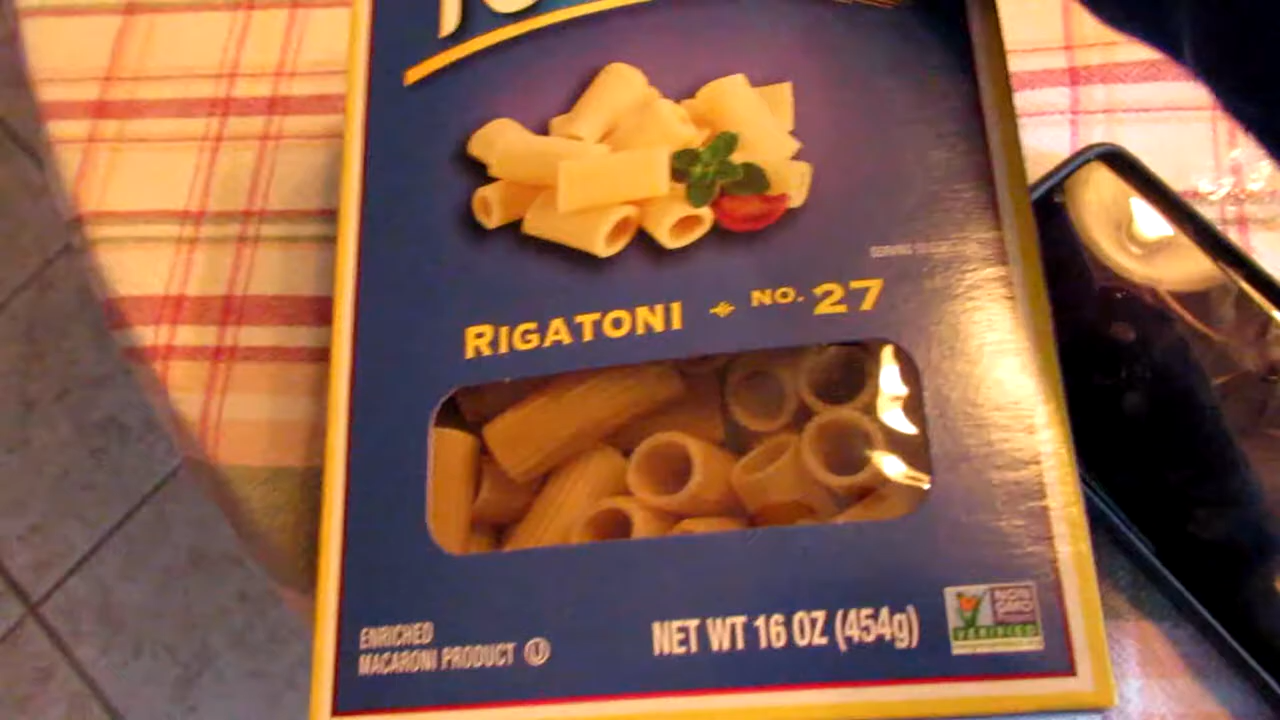 RIGATONI NO. 27
ENRICHED
MACARONI PRODUCT U
NET WT 16 OZ (454g)
NON
GMO
VERIFIED